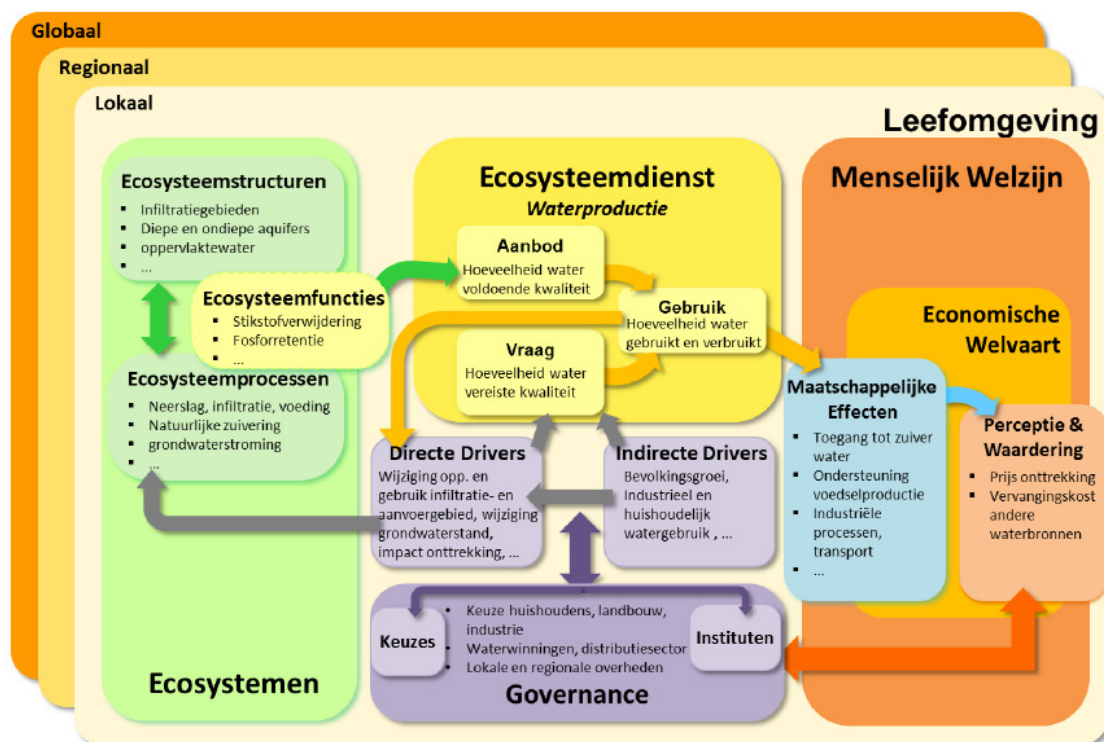 Globaal
Regionaal
Lokaal
Leefomgeving
Ecosysteemstructuren
▪ Infiltratiegebieden
▪ Diepe en ondiepe aquifers
▪ oppervlaktewater
▪ ...
Ecosysteemfuncties
▪ Stikstofverwijdering
▪ Fosforretentie
▪ ...
Ecosysteemprocessen
▪ Neerslag, infiltratie, voeding
▪ Natuurlijke zuivering
▪ grondwaterstroming
▪ ...
Ecosystemen
Ecosysteemdienst
Waterproductie
Aanbod
Hoeveelheid water
voldoende kwaliteit
Gebruik
Hoeveelheid water
gebruikt en verbruikt
Vraag
Hoeveelheid water
vereiste kwaliteit
Directe Drivers
Wijziging opp. en
gebruik infiltratie- en
aanvoergebied, wijziging
grondwaterstand,
impact onttrekking, ...
Indirecte Drivers
Bevolkingsgroei,
Industrieel en
huishoudelijk
watergebruik , ...
Keuzes
• Keuze huishoudens, landbouw,
industrie
• Waterwinningen, distributiesector
• Lokale en regionale overheden
Instituten
Governance
Menselijk Welzijn
Economische
Welvaart
Maatschappelijke
Effecten
▪ Toegang tot zuiver
water
▪ Ondersteuning
voedselproductie
▪ Industriële
processen,
transport
▪ ...
Perceptie &
Waardering
▪ Prijs onttrekking
▪ Vervangingskost
andere
waterbronnen